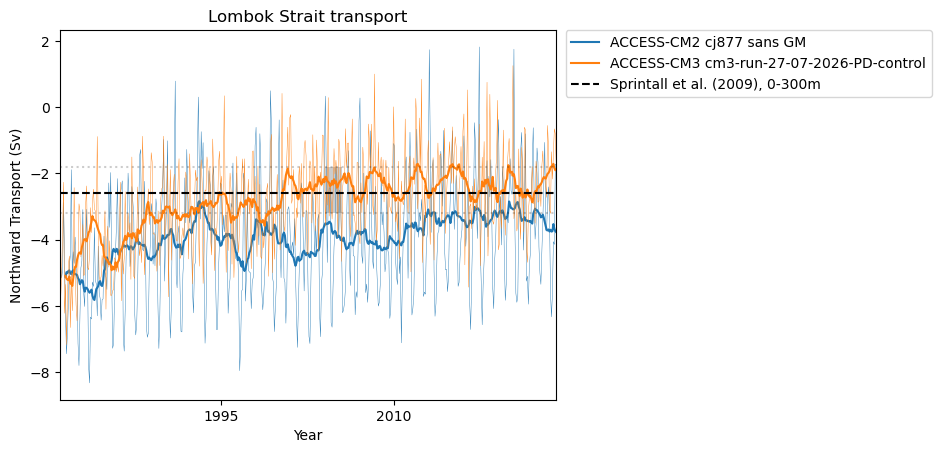 Lombok Strait transport
ACCESS-CM2 cj877 sans GM
ACCESS-CM3 cm3-run-27-07-2026-PD-control
Sprintall et al. (2009), 0-300m
Northward Transport (Sv)
2
0
−2
−4
−6
−8
1995
2010
Year